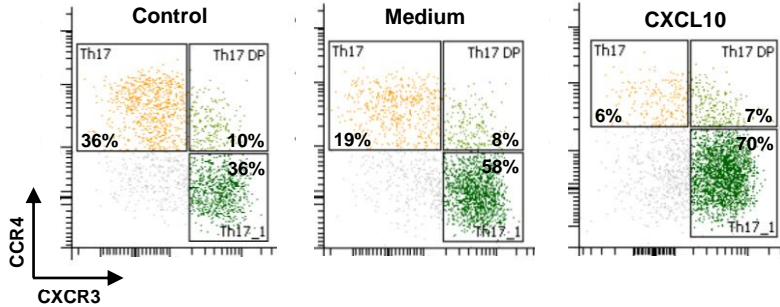 Control
Medium
CXCL10
Th17
Th17 DP
36%
10%
36%
Th17_1
Th17
Th17 DP
19%
8%
58%
Th17_1
Th17
Th17 DP
6%
7%
70%
Th17_1
CCR4
CXCR3